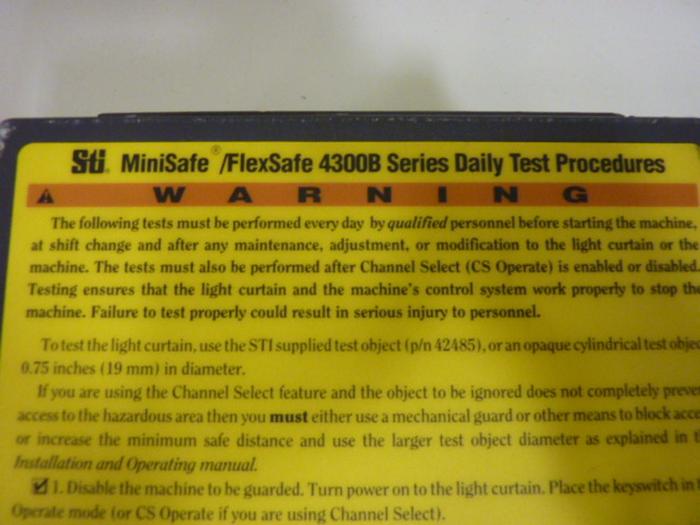 Sti MiniSafe®/FlexSafe 4300B Series Daily Test Procedures
WARNING
The following tests must be performed every day by qualified personnel before starting the machine,
at shift change and after any maintenance, adjustment, or modification to the light curtain or the
machine. The tests must also be performed after Channel Select (CS Operate) is enabled or disabled.
Testing ensures that the light curtain and the machine's control system work properly to stop the
machine. Failure to test properly could result in serious injury to personnel.
To test the light curtain, use the STI supplied test object (p/n 42485), or an opaque cylindrical test objec
0.75 inches (19 mm) in diameter.
If you are using the Channel Select feature and the object to be ignored does not completely preve
access to the hazardous area then you must either use a mechanical guard or other means to block acce
or increase the minimum safe distance and use the larger test object diameter as explained in t
Installation and Operating manual.
☑ 1. Disable the machine to be guarded. Turn power on to the light curtain. Place the keyswitch in
Operate mode (or CS Operate if you are using Channel Select).